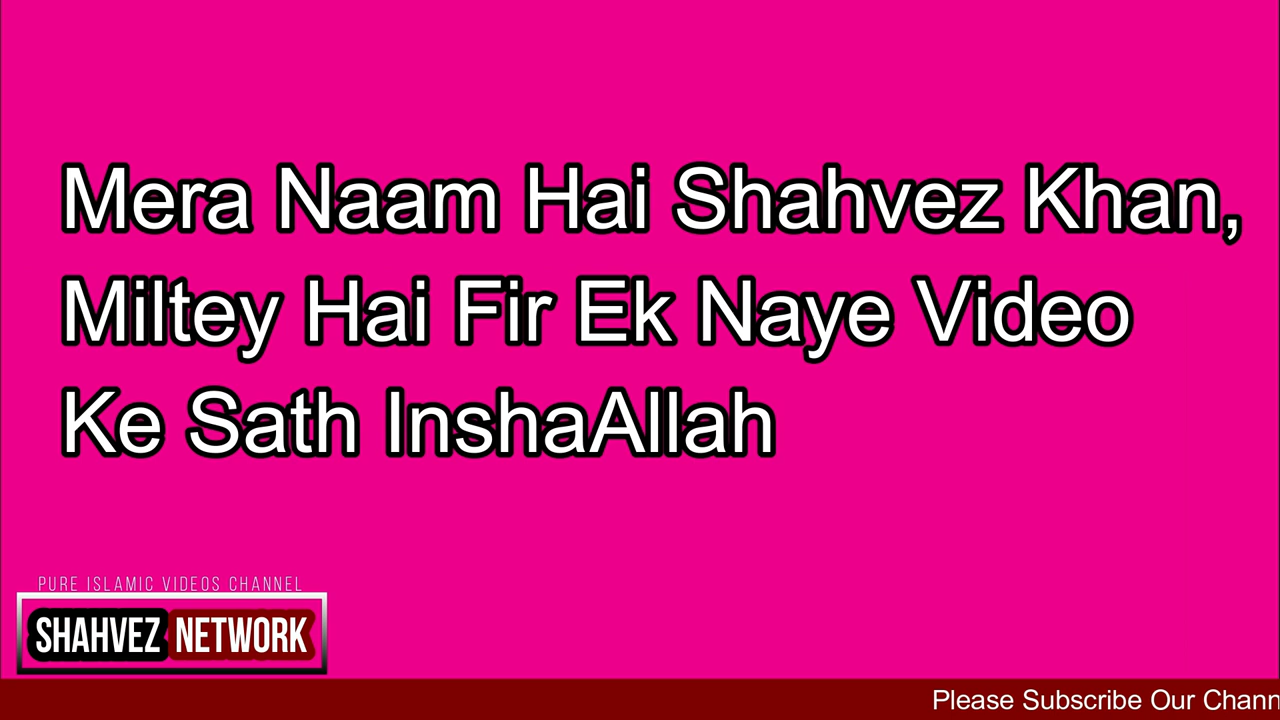 Mera Naam Hai Shahvez Khan,
Miltey Hai Fir Ek Naye Video
Ke Sath InshaAllah
PURE ISLAMIC VIDEOS CHANNEL
SHAHVEZ NETWORK
Please Subscribe Our Chann